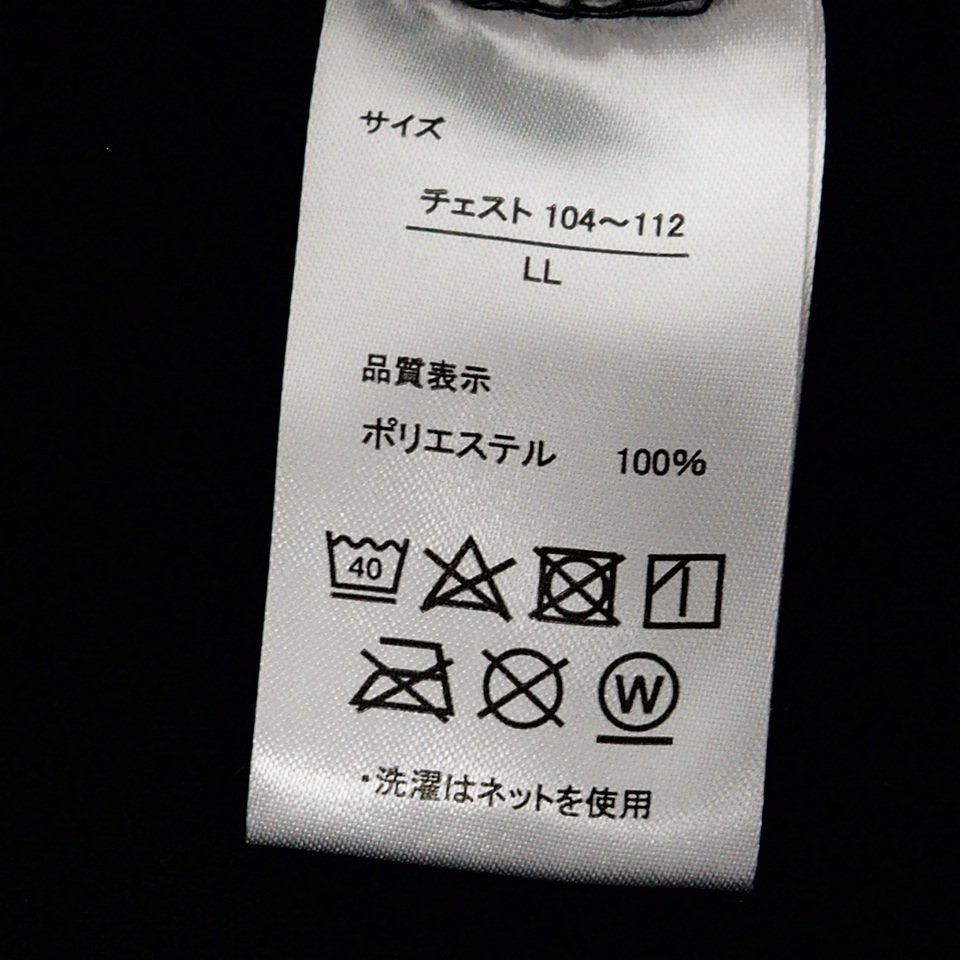 サイズ
チェスト 104～112
LL
品質表示
ポリエステル 100%
40
W
・洗濯はネットを使用